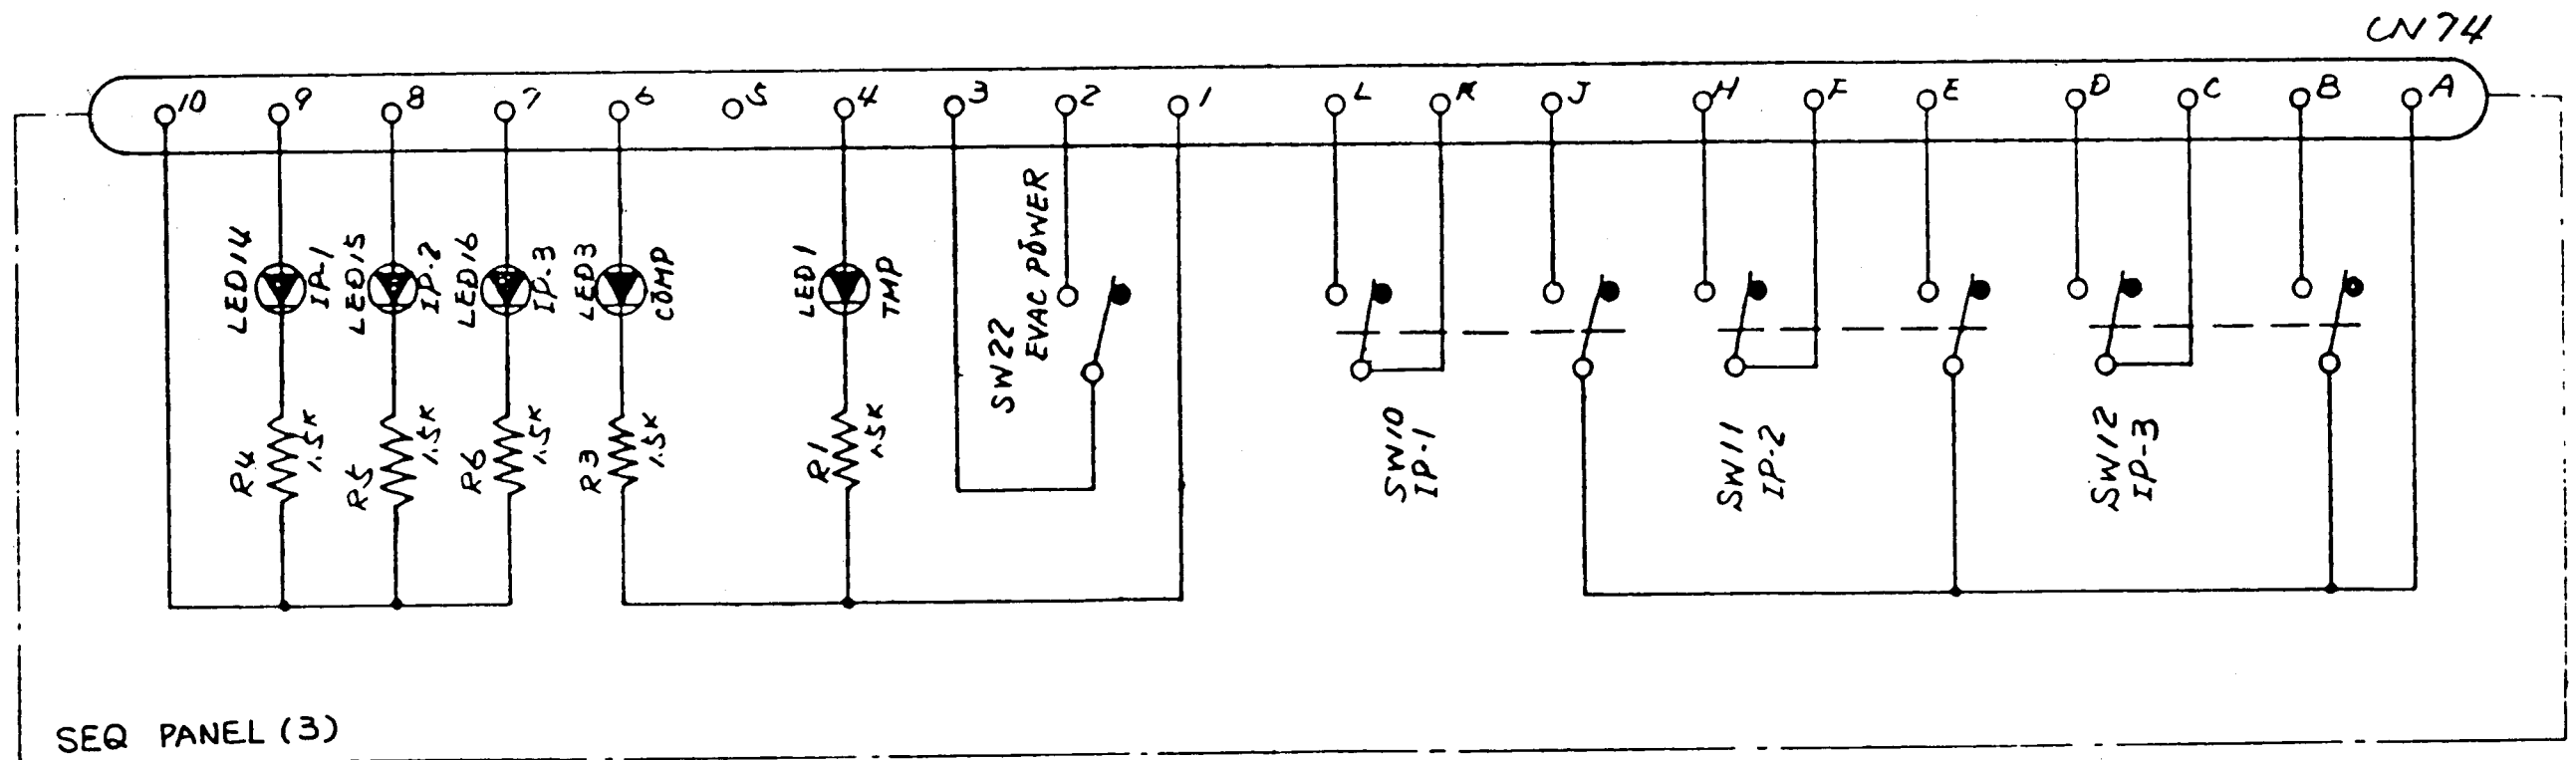 CN74
10 9 8 7 6 5 4 3 2 1 L K J H F E D C B A
LED14
IP-1
LED15
IP-2
LED16
IP-3
LED3
COMP
LED1
TMP
SW22
EVAC POWER
R4
1.5K
R5
1.5K
R6
1.5K
R3
1.5K
R1
1.5K
SW10
IP-1
SW11
IP-2
SW12
IP-3
SEQ PANEL (3)